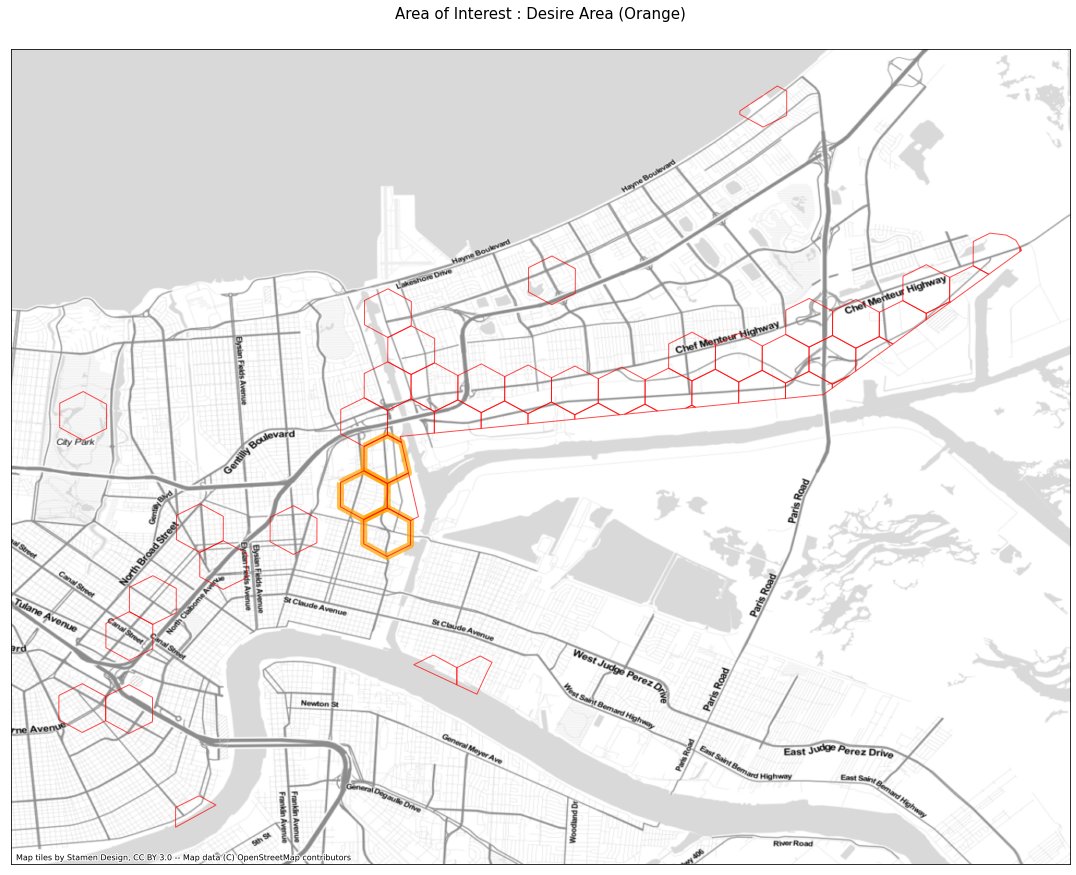 Area of Interest : Desire Area (Orange)
Hayne Boulevard
Hayne Boulevard
Lakeshore Drive
Chef Menteur Highway
Chef Menteur Highway
Elysian Fields Avenue
City Park
Gentilly Boulevard
Gentilly Blvd
Paris Road
North Broad Street
Canal Street
Elysian Fields Avenue
Elysian Fields Avenue
North Claiborne Avenue
Tulane Avenue
St Claude Avenue
St Claude Avenue
Canal Street
Canal Street
Paris Road
West Judge Perez Drive
Paris Road
West Saint Bernard Highway
Newton St
General Meyer Ave
Paris Road
East Saint Bernard Highway
East Judge Perez Drive
East Saint Bernard Highway
General Degaulle Drive
Franklin Avenue
Franklin Avenue
5th St
Woodland Dr
River Road
Map tiles by Stamen Design, CC BY 3.0 -- Map data (C) OpenStreetMap contributors